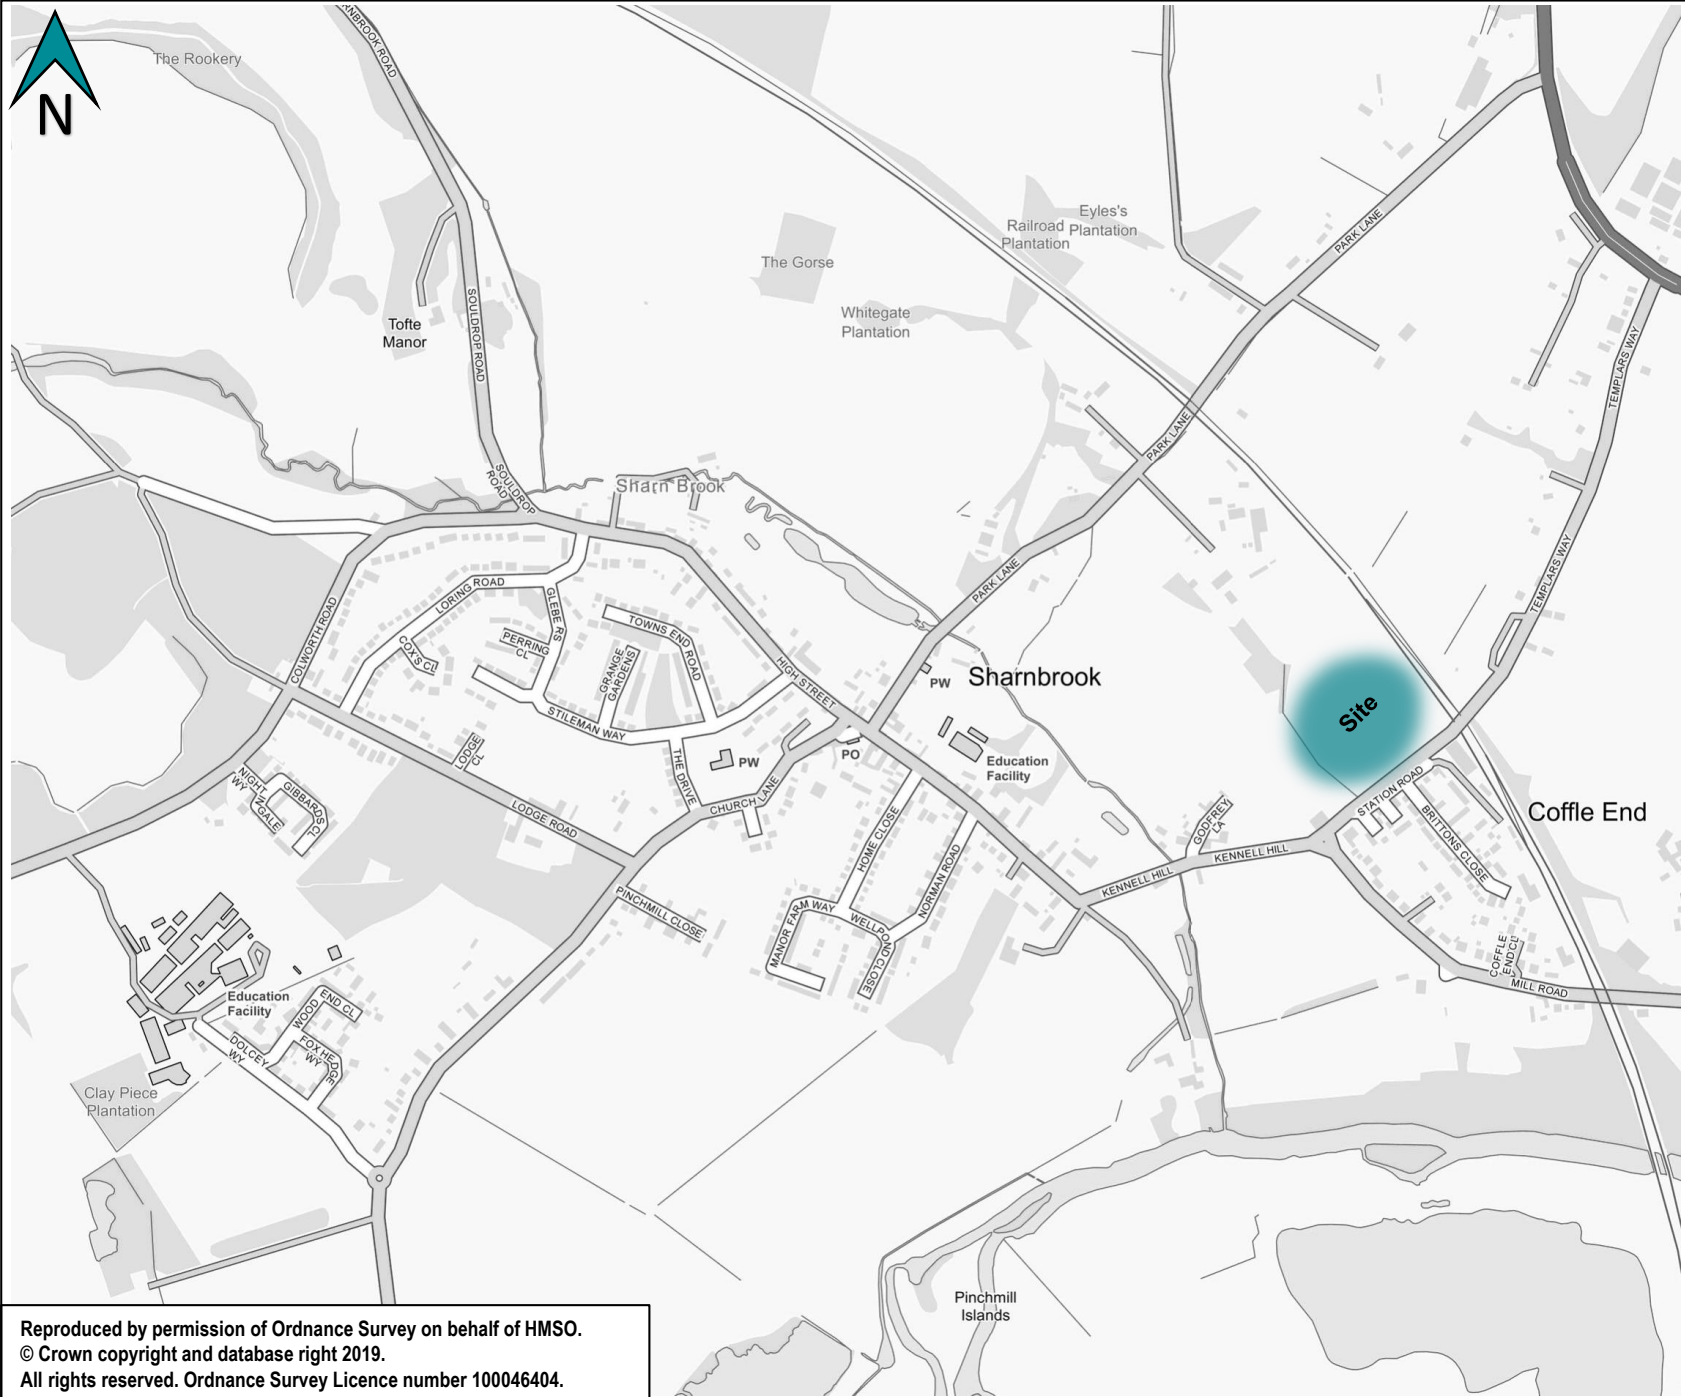 RNBROOK ROAD
The Rookery
N
Eyles's
Plantation
Railroad
Plantation
PARK LANE
The Gorse
Whitegate
Plantation
Tofte
Manor
SOULDROP ROAD
TEMPLARS WAY
PARK LANE
SOULDROP
ROAD
Sharn Brook
TEMPLARS WAY
PARK LANE
LORING ROAD
GLEBE RS
COLWORTH ROAD
PERRING
CL
COX'S CL
TOWNS END ROAD
GRANGE
GARDENS
HIGH STREET
PW
Sharnbrook
Site
STILEMAN WAY
LODGE
CL
THE DRIVE
PW
PO
Education
Facility
NIGHTINGALE
WY
GIBBARDS CL
CHURCH LANE
LODGE ROAD
STATION ROAD
Coffle End
BRITTONS CLOSE
GODFREY
LA
HOME CLOSE
KENNELL HILL
KENNELL HILL
NORMAN ROAD
PINCHMILL CLOSE
MANOR FARM WAY
WELLPOND CLOSE
COFFLE
END CL
MILL ROAD
Education
Facility
WOOD END CL
FOX HEDGE
WY
DOLCEY
WY
Clay Piece
Plantation
Pinchmill
Islands
Reproduced by permission of Ordnance Survey on behalf of HMSO.
© Crown copyright and database right 2019.
All rights reserved. Ordnance Survey Licence number 100046404.